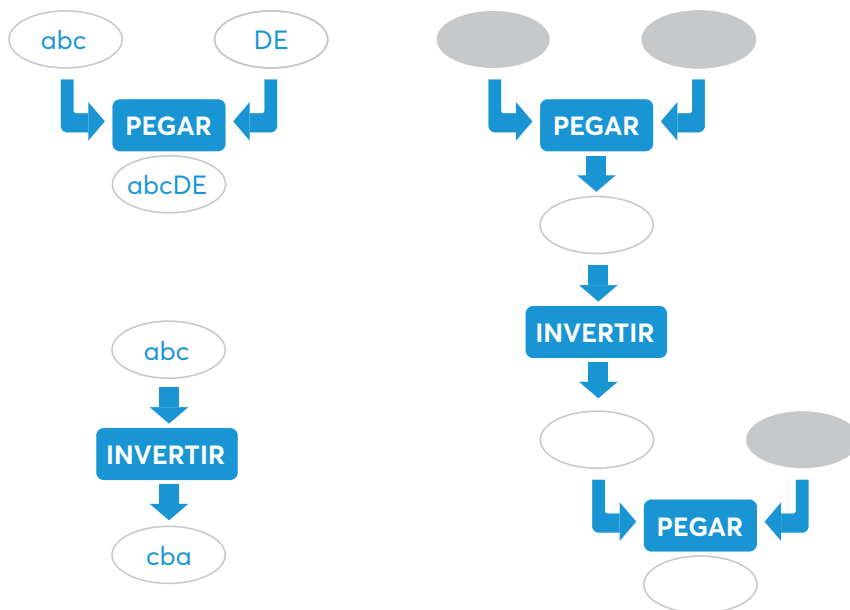 abc
DE
PEGAR
abcDE
abc
INVERTIR
cba
PEGAR
INVERTIR
PEGAR